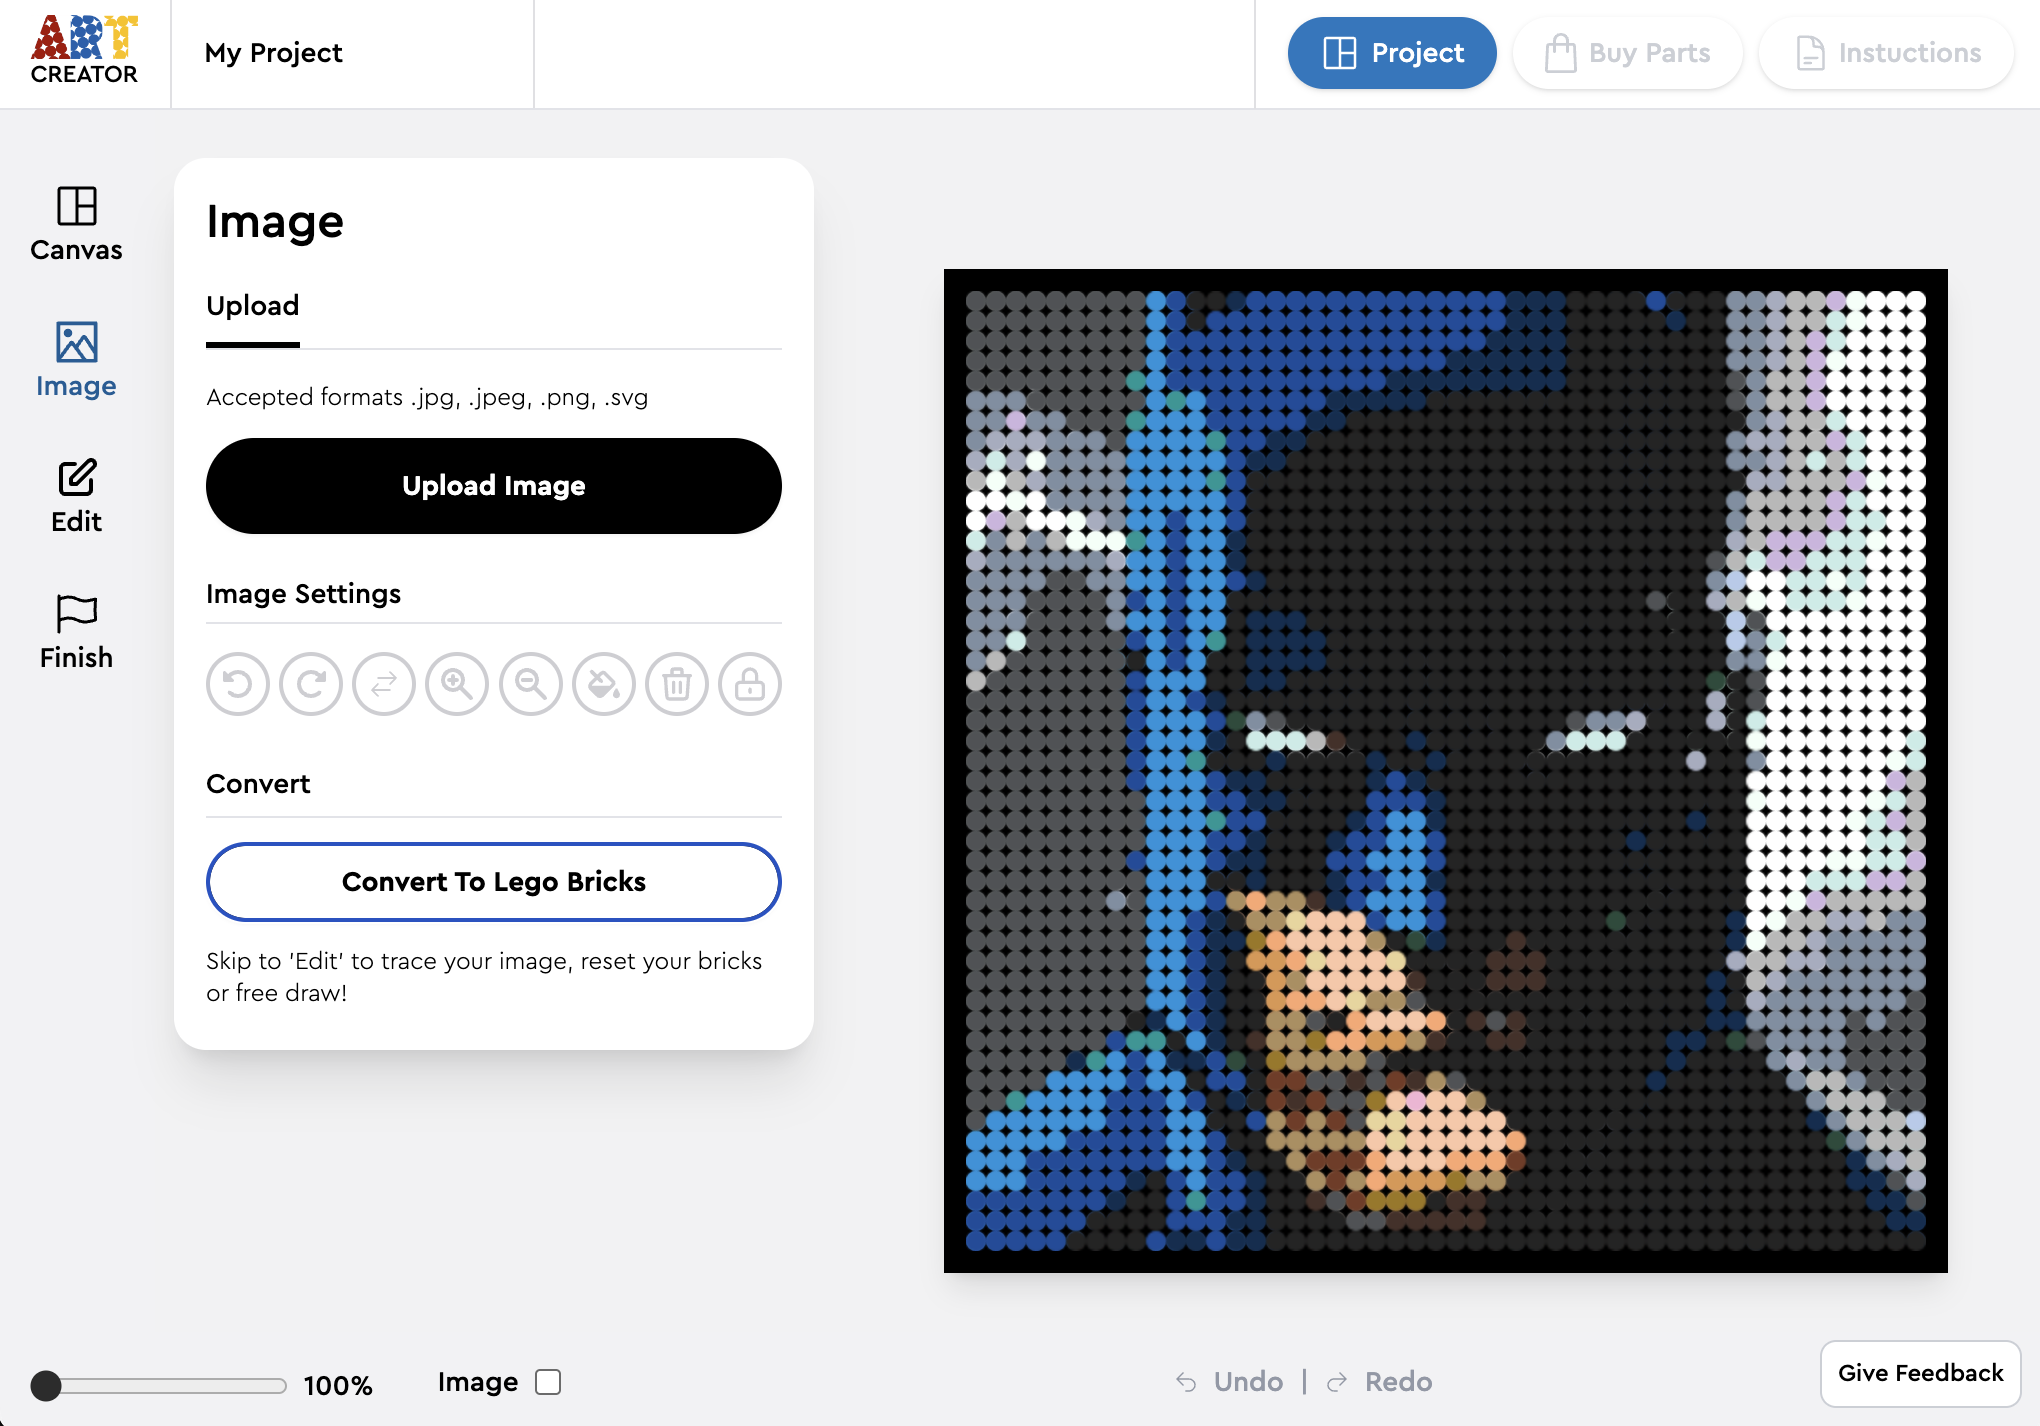 ART
CREATOR
My Project
Project
Buy Parts
Instuctions
Canvas
Image
Edit
Finish
Image
Upload
Accepted formats .jpg, .jpeg, .png, .svg
Upload Image
Image Settings
Convert
Convert To Lego Bricks
Skip to 'Edit' to trace your image, reset your bricks
or free draw!
100%
Image
Undo | Redo
Give Feedback